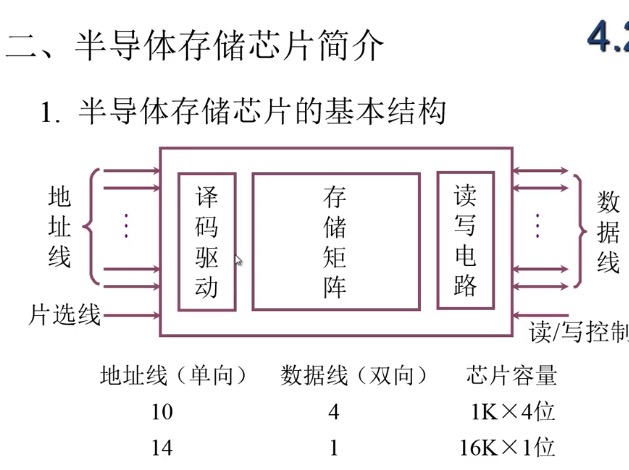 二、半导体存储芯片简介
4.2
1. 半导体存储芯片的基本结构
地址线
片选线
译码驱动
存储矩阵
读写电路
数据线
读/写控制
地址线（单向） 数据线（双向） 芯片容量
10 4 1K×4位
14 1 16K×1位